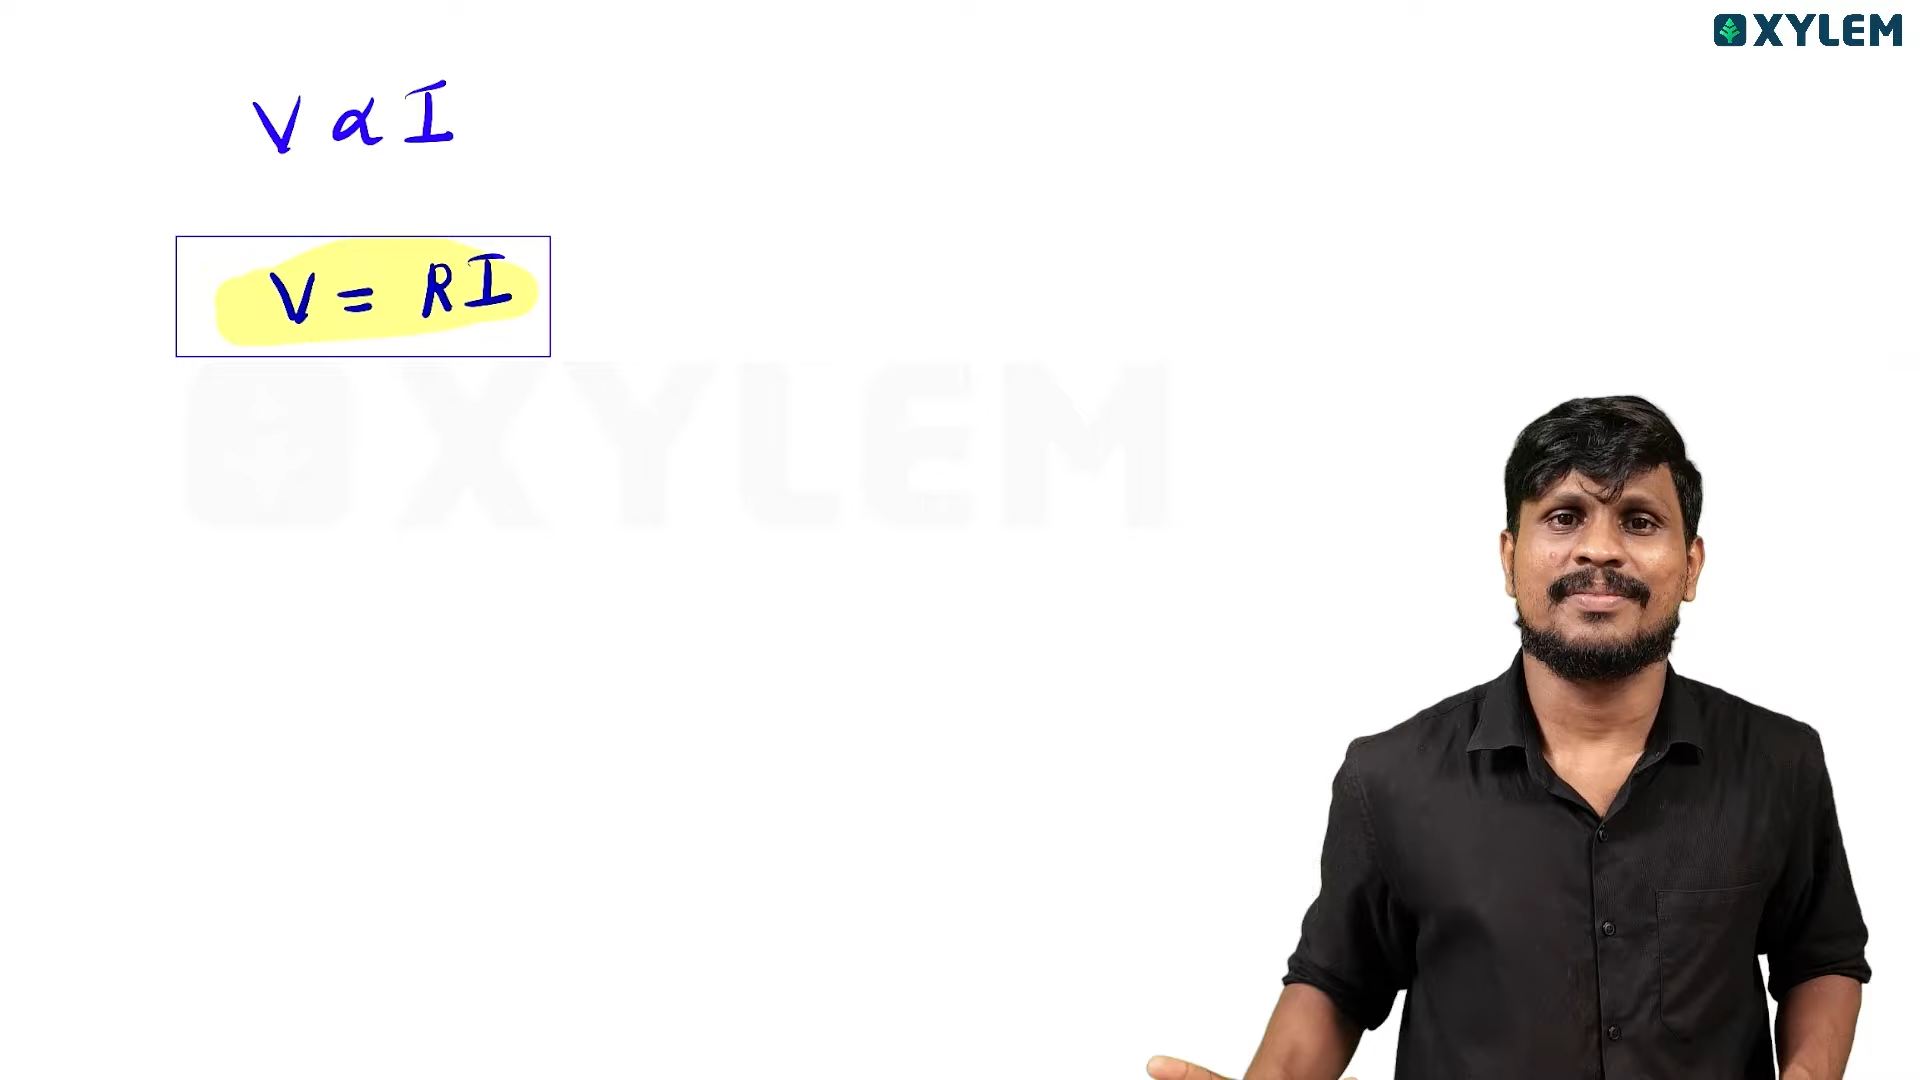 XYLEM
V α I
V = RI
XYLEM